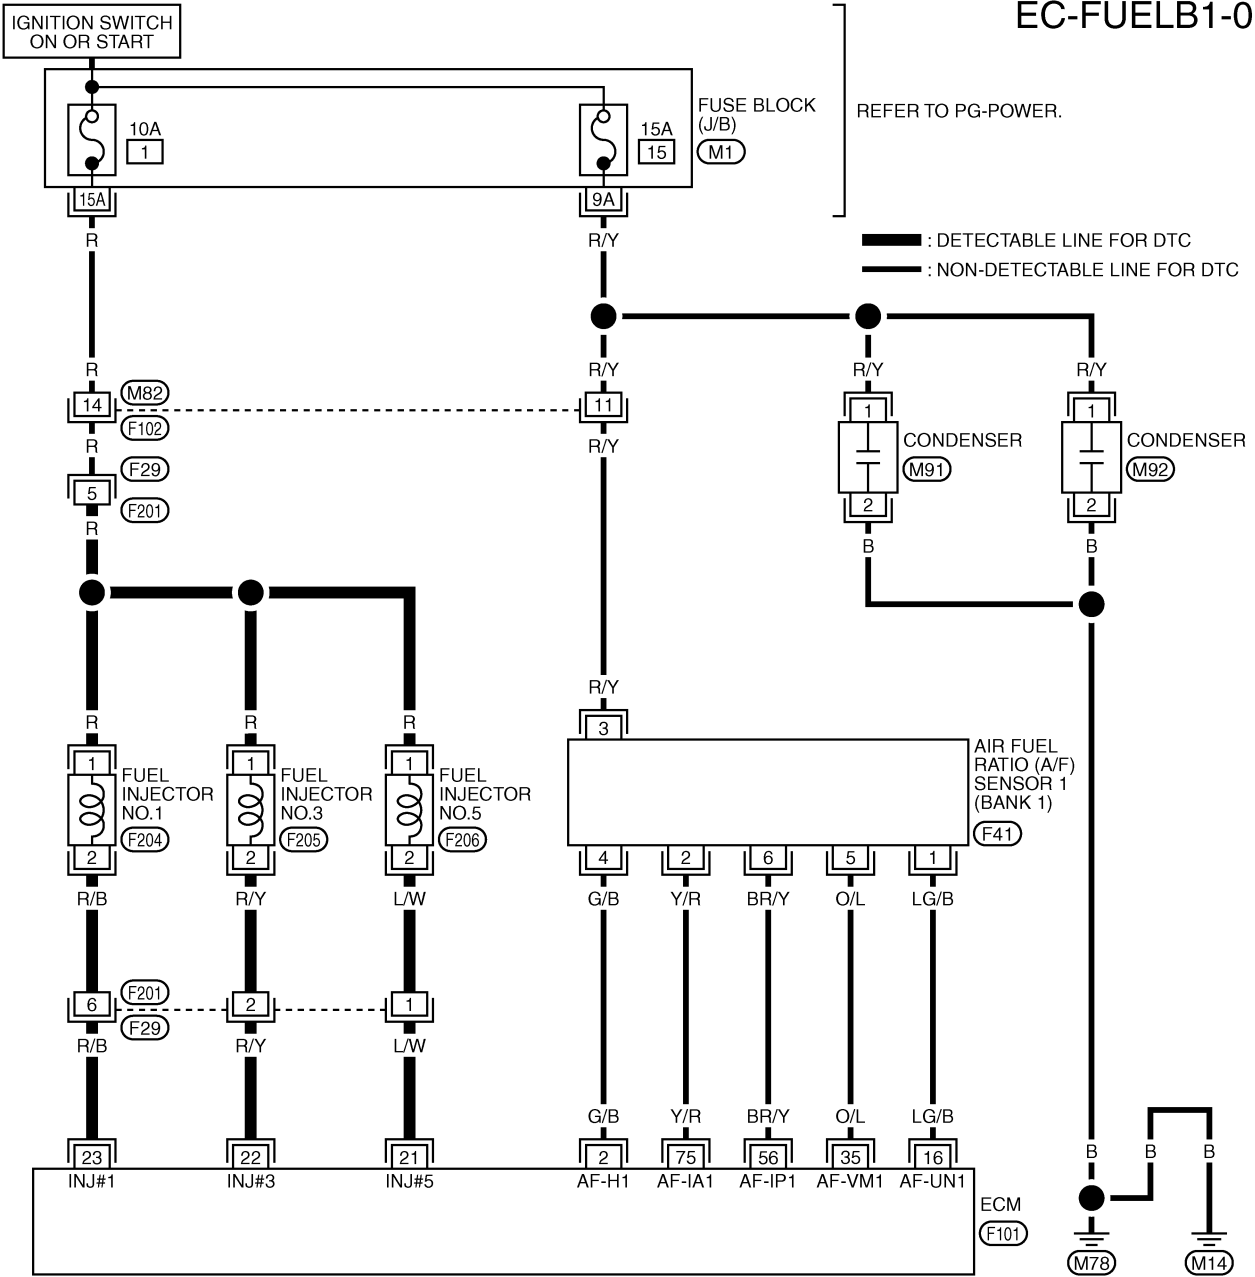 EC-FUELB1-0
IGNITION SWITCH
ON OR START
10A
1
15A
15
FUSE BLOCK
(J/B)
M1
REFER TO PG-POWER.
15A
9A
R
R/Y
: DETECTABLE LINE FOR DTC
: NON-DETECTABLE LINE FOR DTC
R
R/Y
R/Y
R/Y
14
M82
F102
11
1
1
R
R/Y
CONDENSER
M91
CONDENSER
M92
F29
5
F201
2
2
R
B
B
R/Y
3
R
R
R
1
FUEL
INJECTOR
NO.1
F204
1
FUEL
INJECTOR
NO.3
F205
1
FUEL
INJECTOR
NO.5
F206
AIR FUEL
RATIO (A/F)
SENSOR 1
(BANK 1)
F41
2
2
2
4
2
6
5
1
R/B
R/Y
L/W
G/B
Y/R
BR/Y
O/L
LG/B
6
F201
F29
2
1
R/B
R/Y
L/W
G/B
Y/R
BR/Y
O/L
LG/B
B
B
B
23
22
21
2
75
56
35
16
INJ#1
INJ#3
INJ#5
AF-H1
AF-IA1
AF-IP1
AF-VM1
AF-UN1
ECM
F101
M78
M14